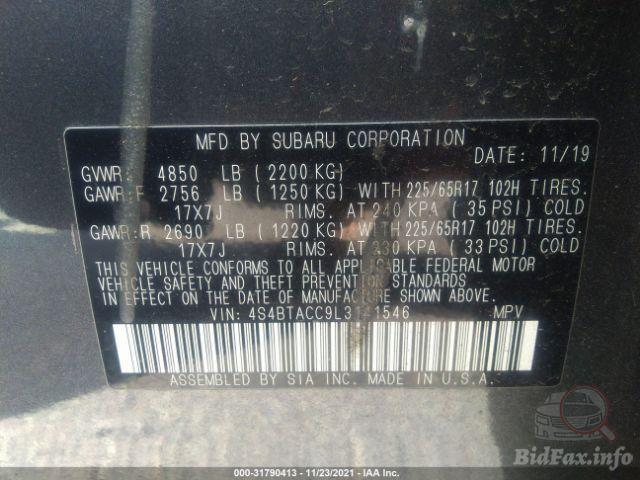 MFD BY SUBARU CORPORATION
DATE: 11/19
GVWR: 4850 LB (2200 KG)
GAWR:F 2756 LB (1250 KG) WITH 225/65R17 102H TIRES.
17X7J RIMS. AT 240 KPA (35 PSI) COLD
GAWR:R 2690 LB (1220 KG) WITH 225/65R17 102H TIRES.
17X7J RIMS. AT 230 KPA (33 PSI) COLD
THIS VEHICLE CONFORMS TO ALL APPLICABLE FEDERAL MOTOR
VEHICLE SAFETY AND THEFT PREVENTION STANDARDS
IN EFFECT ON THE DATE OF MANUFACTURE SHOWN ABOVE.
VIN: MPV
ASSEMBLED BY SIA INC. MADE IN U.S.A.
BidFax.info
000-31790413 - 11/23/2021 - IAA Inc.